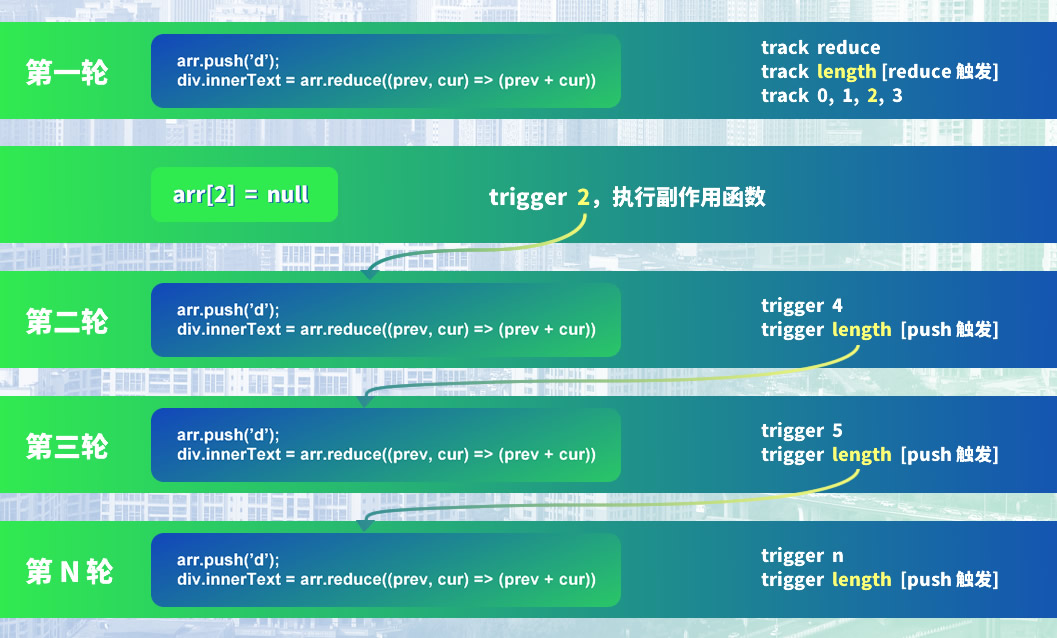 第一轮
arr.push('d');
div.innerText = arr.reduce((prev, cur) => (prev + cur))
track reduce
track length [reduce 触发]
track 0, 1, 2, 3
arr[2] = null
trigger 2，执行副作用函数
第二轮
arr.push('d');
div.innerText = arr.reduce((prev, cur) => (prev + cur))
trigger 4
trigger length [push 触发]
第三轮
arr.push('d');
div.innerText = arr.reduce((prev, cur) => (prev + cur))
trigger 5
trigger length [push 触发]
第 N 轮
arr.push('d');
div.innerText = arr.reduce((prev, cur) => (prev + cur))
trigger n
trigger length [push 触发]